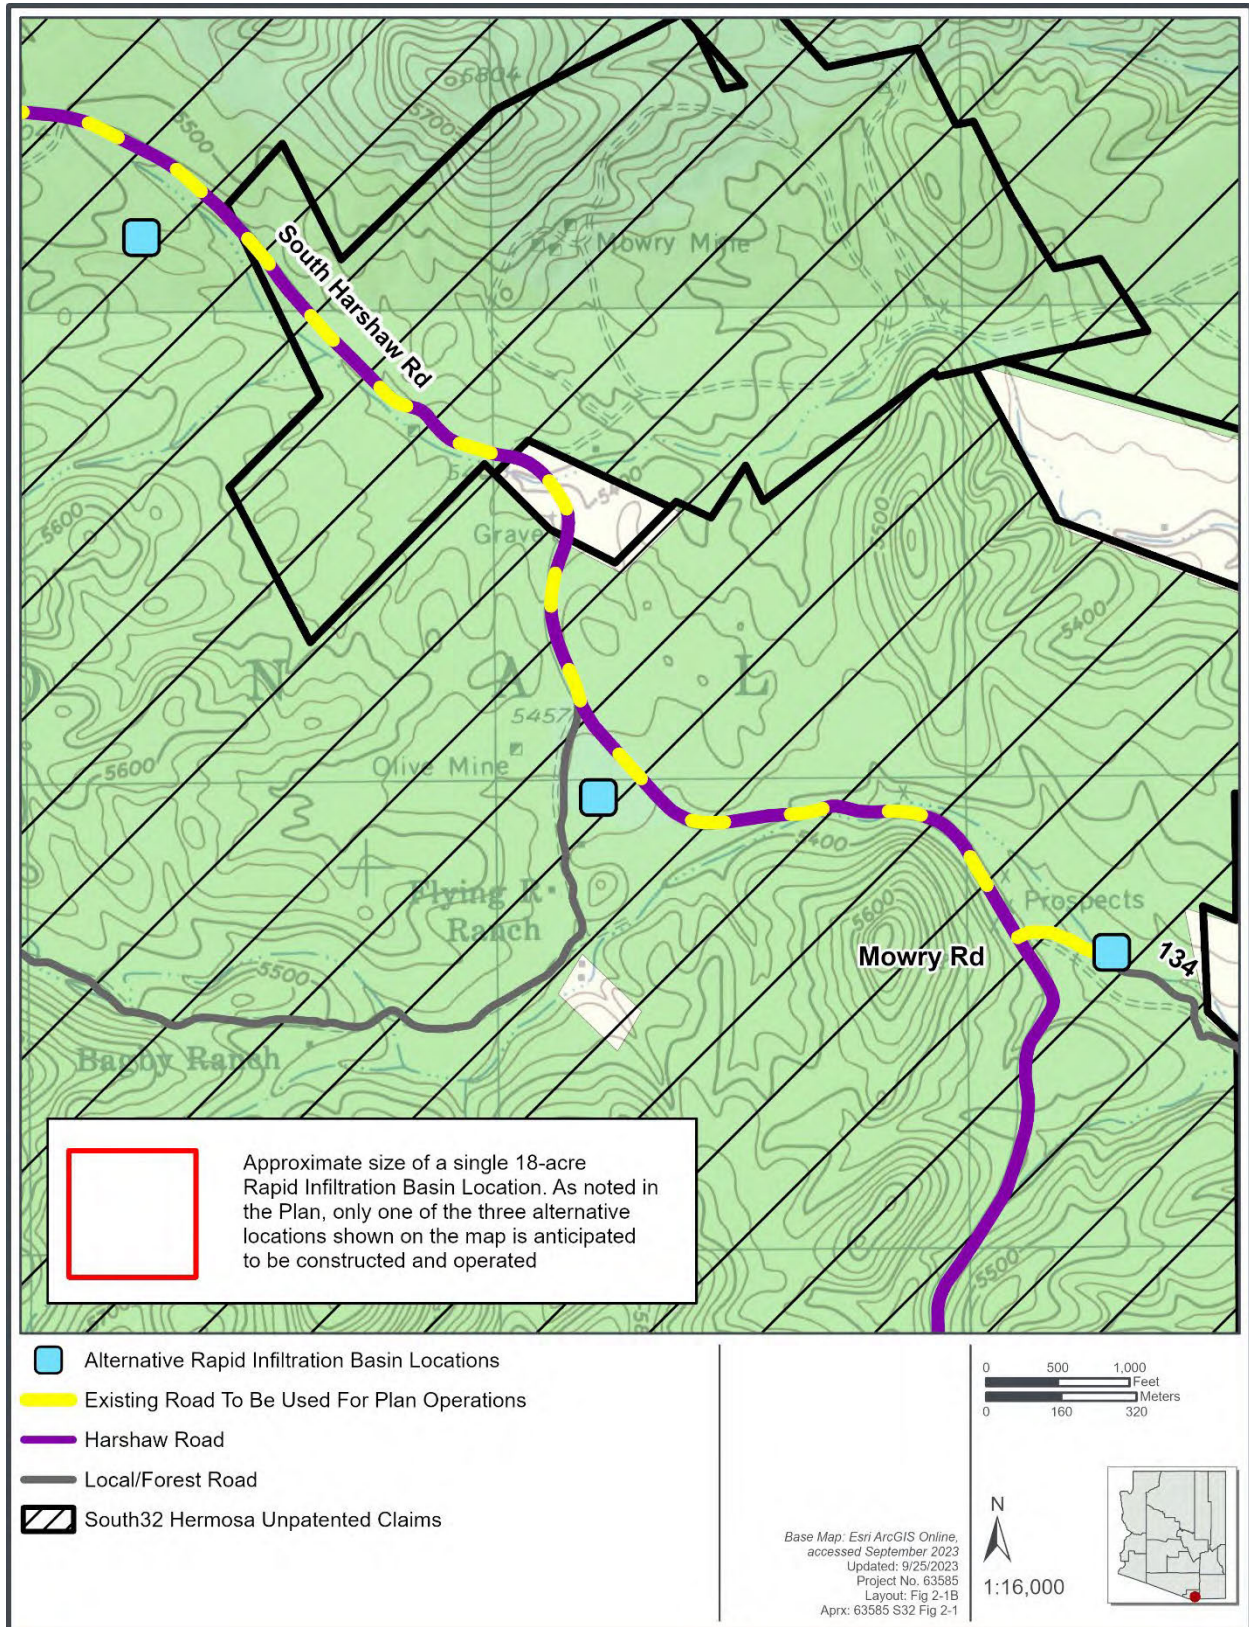 5804
5700
5500
South Harshaw Rd
Mowry Mine
5600
5400
Grave
5500
5400
N A L
5457
5600
Olive Mine
5400
Flying R
Ranch
5600
Prospects
Mowry Rd
134
5500
Bagby Ranch
5500
Approximate size of a single 18-acre
Rapid Infiltration Basin Location. As noted in
the Plan, only one of the three alternative
locations shown on the map is anticipated
to be constructed and operated
Alternative Rapid Infiltration Basin Locations
Existing Road To Be Used For Plan Operations
Harshaw Road
Local/Forest Road
South32 Hermosa Unpatented Claims
0 500 1,000
Feet
Meters
0 160 320
N
1:16,000
Base Map: Esri ArcGIS Online,
accessed September 2023
Updated: 9/25/2023
Project No. 63585
Layout: Fig 2-1B
Aprx: 63585 S32 Fig 2-1